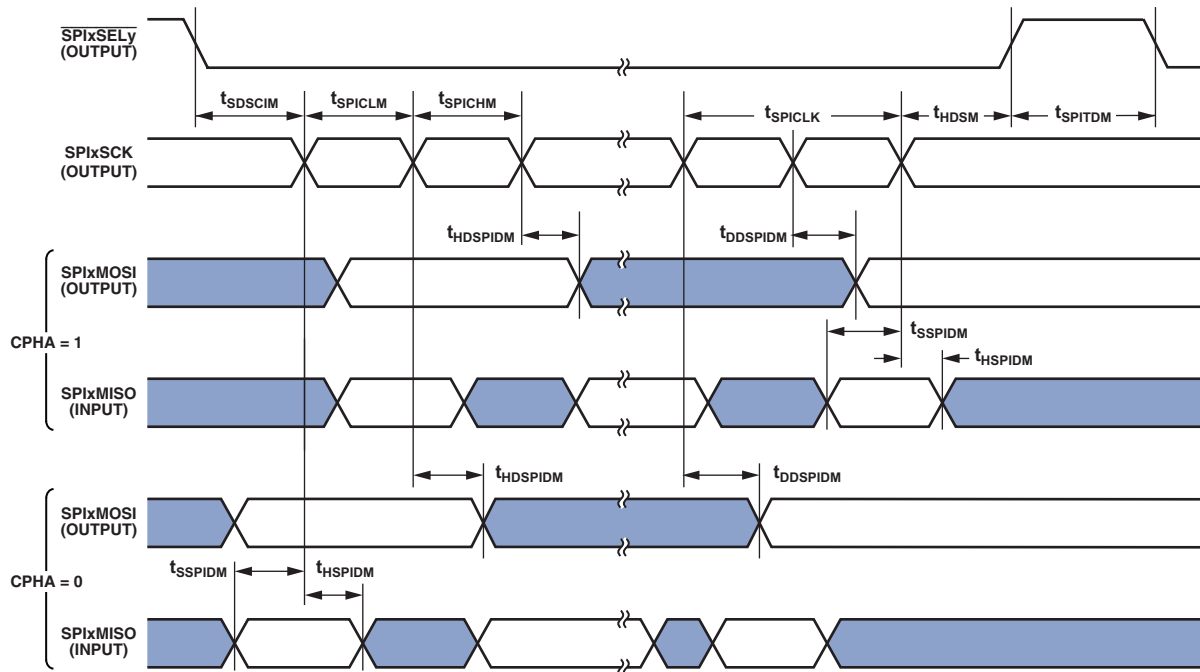 SPIxSELy
(OUTPUT)
tSDSCIM
tSPICLM
tSPICHM
tSPICLK
tHDSM
tSPITDM
SPIxSCK
(OUTPUT)
tHDSPIDM
tDDSPIDM
SPIxMOSI
(OUTPUT)
tSSPIDM
CPHA = 1
tHSPIDM
SPIxMISO
(INPUT)
tHDSPIDM
tDDSPIDM
SPIxMOSI
(OUTPUT)
tSSPIDM
tHSPIDM
CPHA = 0
SPIxMISO
(INPUT)